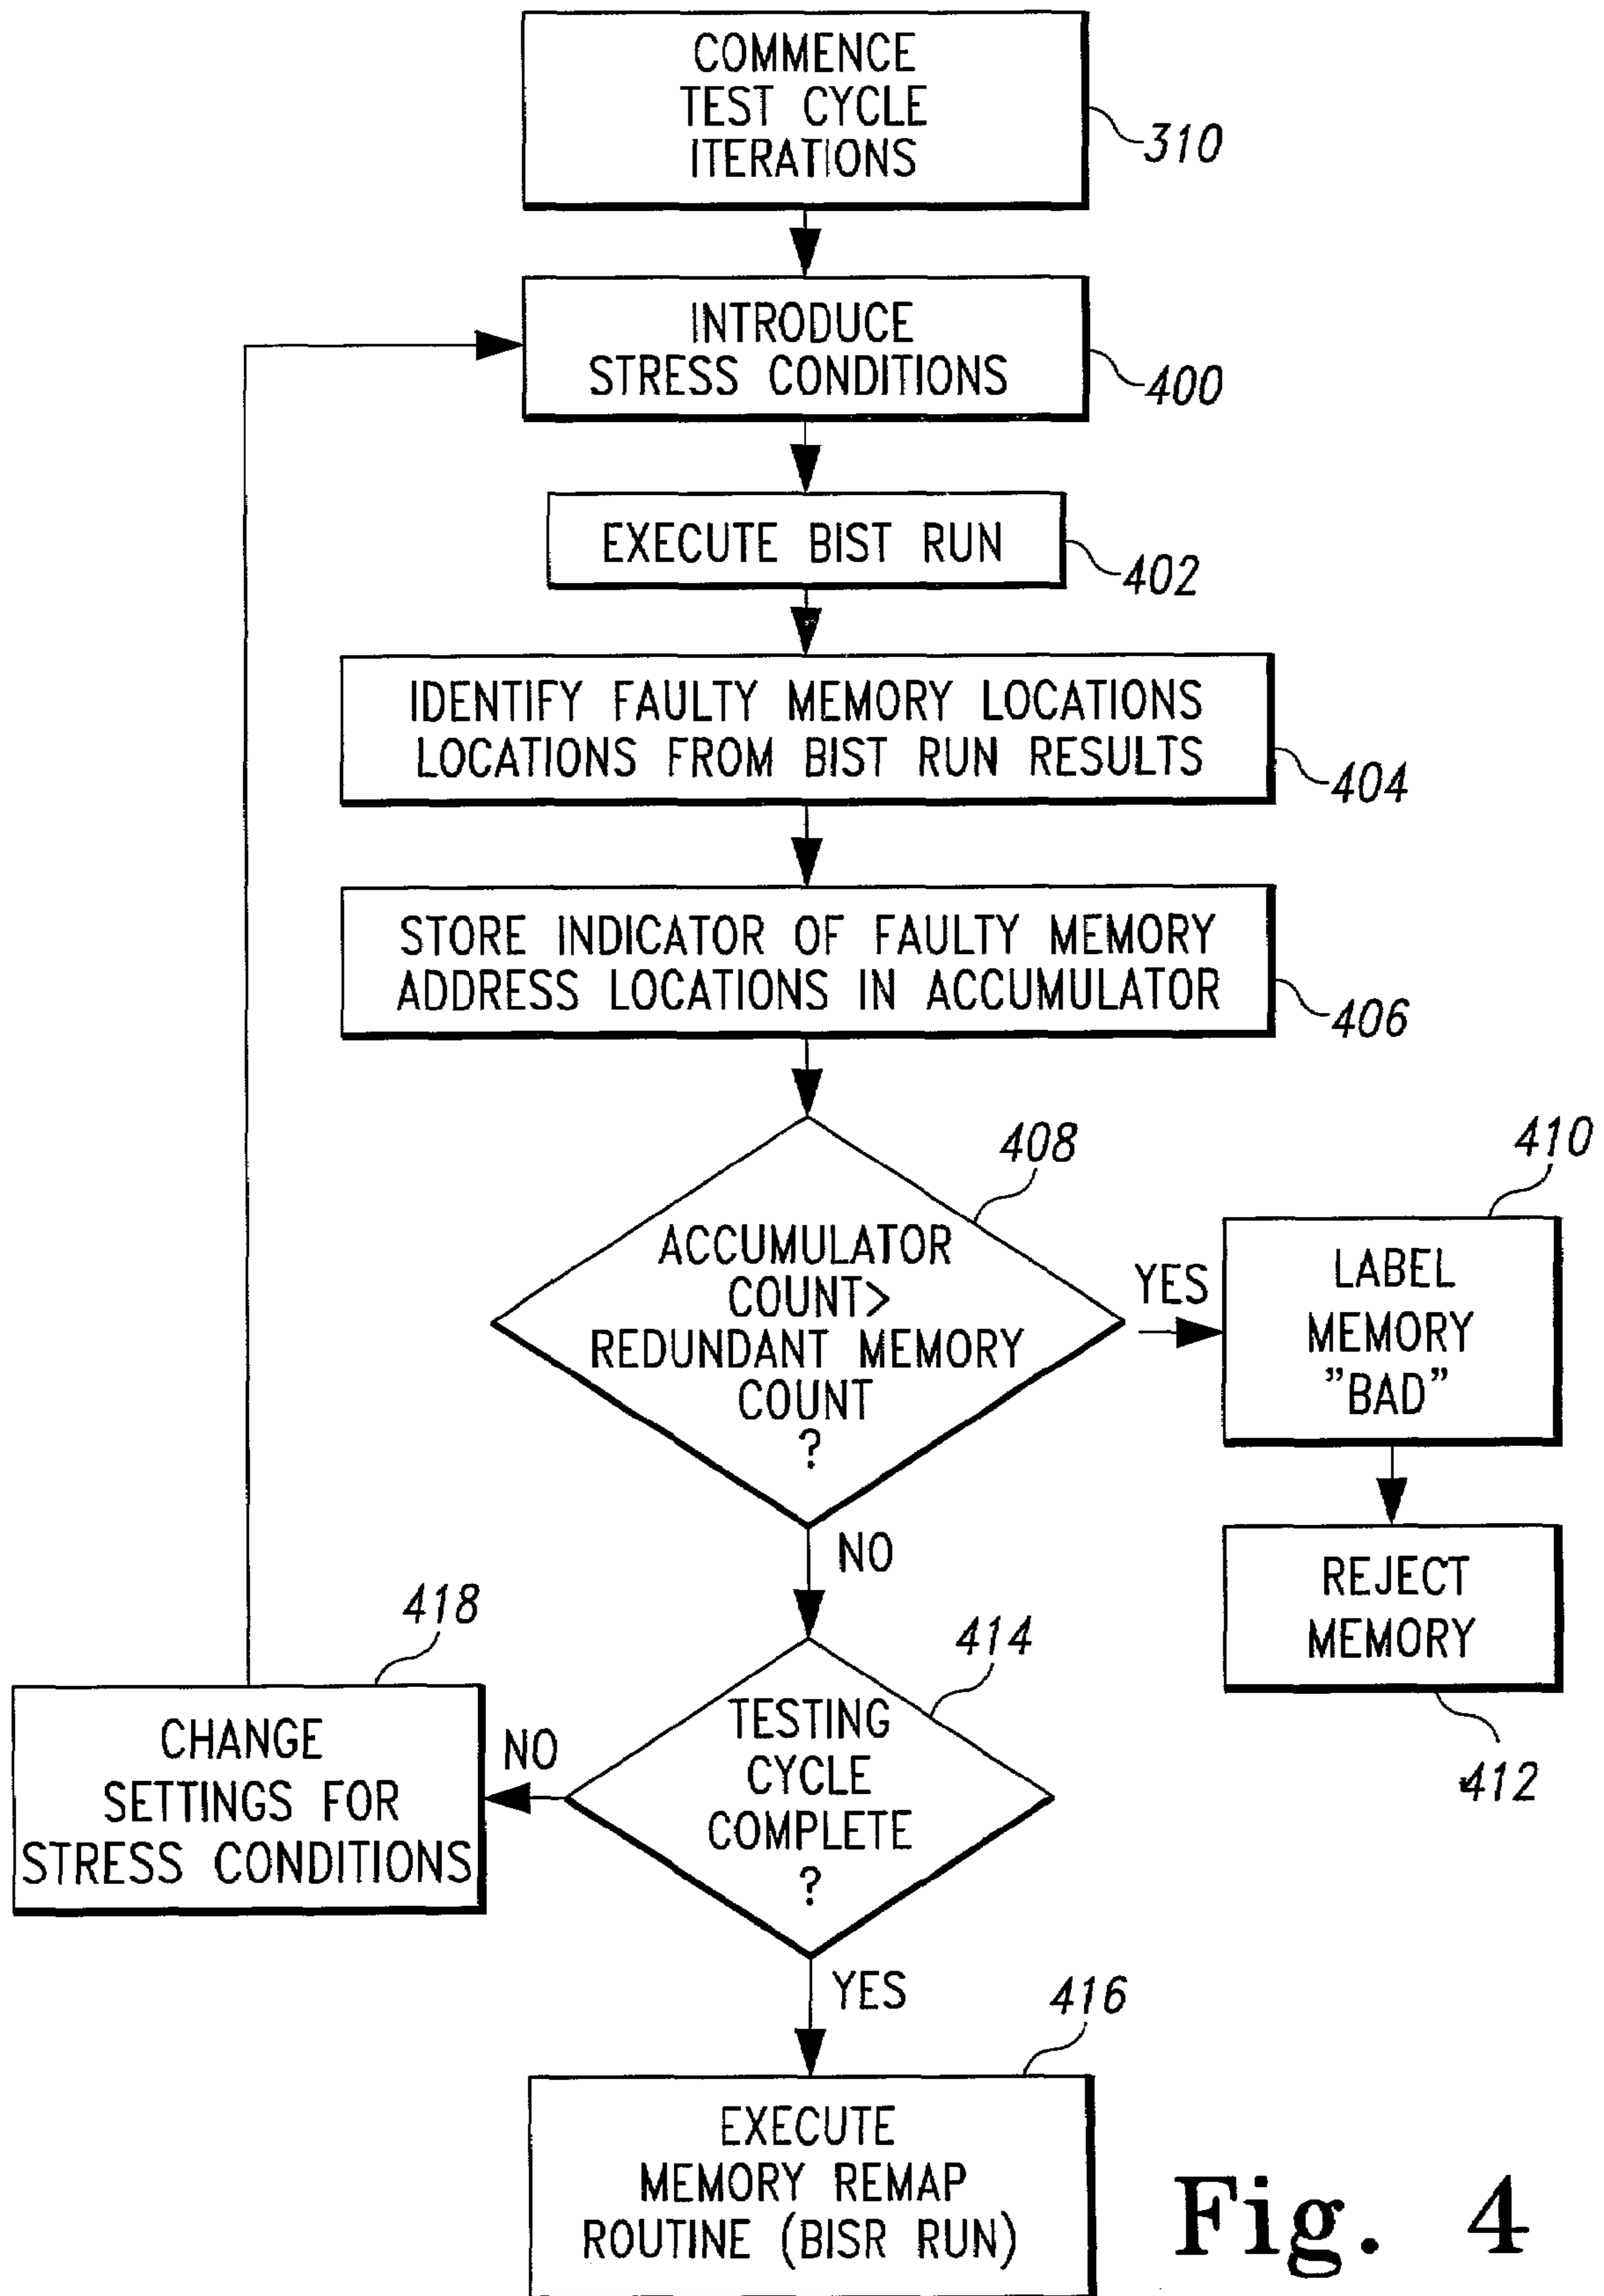 COMMENCE
TEST CYCLE
ITERATIONS
310
INTRODUCE
STRESS CONDITIONS
400
EXECUTE BIST RUN
402
IDENTIFY FAULTY MEMORY LOCATIONS
LOCATIONS FROM BIST RUN RESULTS
404
STORE INDICATOR OF FAULTY MEMORY
ADDRESS LOCATIONS IN ACCUMULATOR
406
408
ACCUMULATOR
COUNT>
REDUNDANT MEMORY
COUNT
?
YES
410
LABEL
MEMORY
"BAD"
NO
REJECT
MEMORY
412
414
TESTING
CYCLE
COMPLETE
?
NO
418
CHANGE
SETTINGS FOR
STRESS CONDITIONS
YES
416
EXECUTE
MEMORY REMAP
ROUTINE (BISR RUN)
Fig. 4